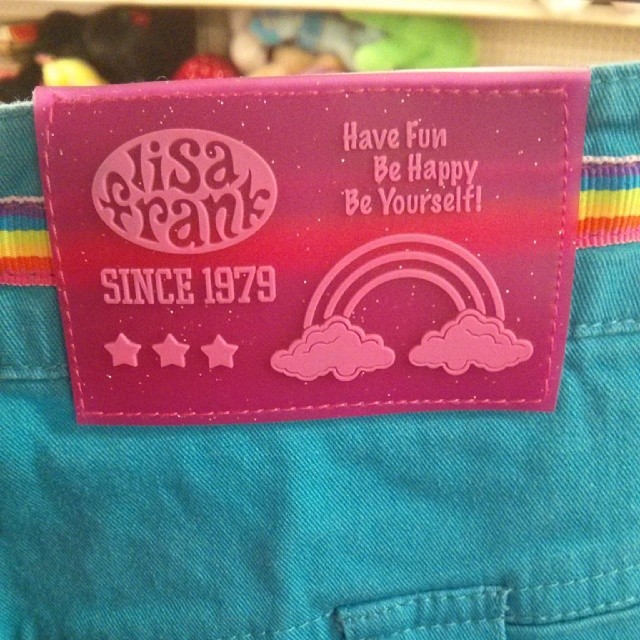 lisa
frank
SINCE 1979
Have Fun
Be Happy
Be Yourself!